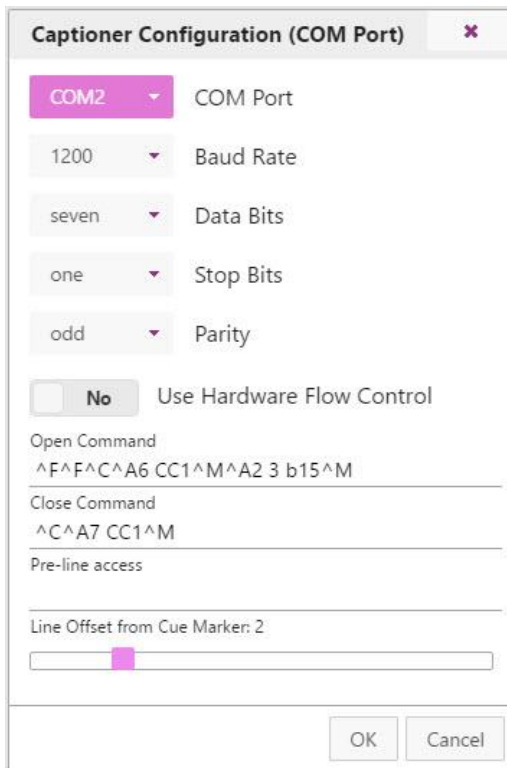 Captioner Configuration (COM Port)
COM2 COM Port
1200 Baud Rate
seven Data Bits
one Stop Bits
odd Parity
No Use Hardware Flow Control
Open Command
^F^F^C^A6 CC1^M^A2 3 b15^M
Close Command
^C^A7 CC1^M
Pre-line access
Line Offset from Cue Marker: 2
OK Cancel